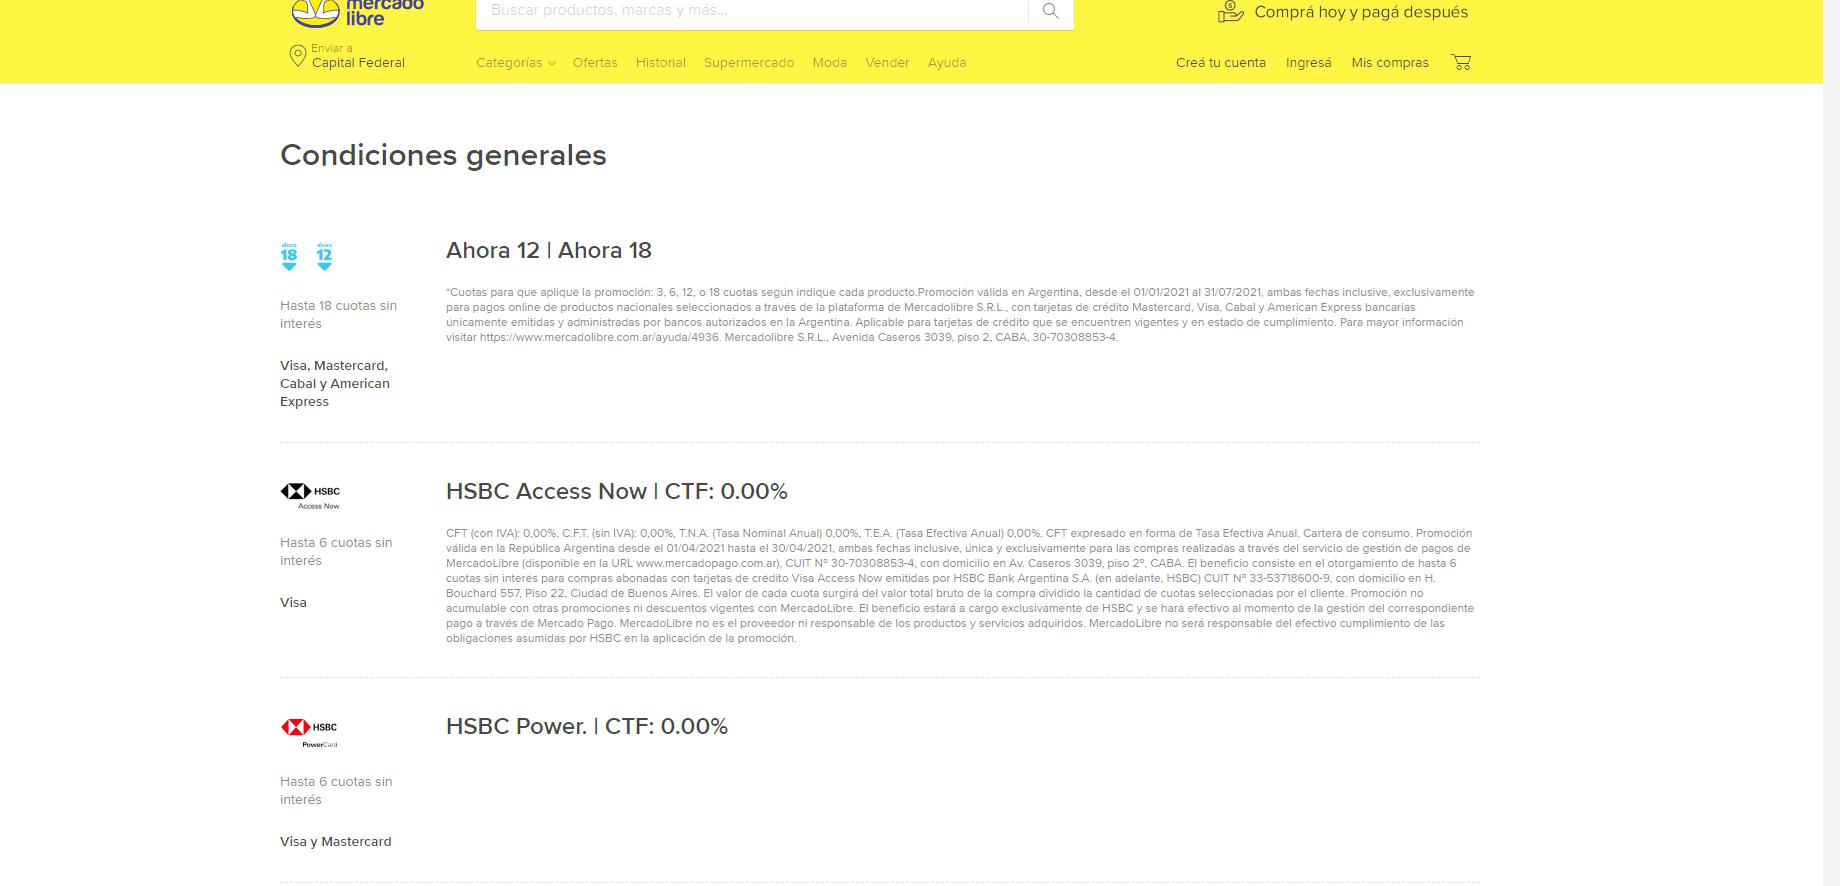 mercado
libre
Buscar productos, marcas y más...
Comprá hoy y pagá después
Enviar a
Capital Federal
Categorías
Ofertas
Historial
Supermercado
Moda
Vender
Ayuda
Creá tu cuenta
Ingresá
Mis compras
Condiciones generales
ahora
18
ahora
12
Hasta 18 cuotas sin
interés
Visa, Mastercard,
Cabal y American
Express
Ahora 12 | Ahora 18
*Cuotas para que aplique la promoción: 3, 6, 12, o 18 cuotas según indique cada producto.Promoción válida en Argentina, desde el 01/01/2021 al 31/07/2021, ambas fechas inclusive, exclusivamente
para pagos online de productos nacionales seleccionados a través de la plataforma de Mercadolibre S.R.L., con tarjetas de crédito Mastercard, Visa, Cabal y American Express bancarias
únicamente emitidas y administradas por bancos autorizados en la Argentina. Aplicable para tarjetas de crédito que se encuentren vigentes y en estado de cumplimiento. Para mayor información
visitar https://www.mercadolibre.com.ar/ayuda/4936. Mercadolibre S.R.L., Avenida Caseros 3039, piso 2, CABA, 30-70308853-4.
HSBC
Access Now
Hasta 6 cuotas sin
interés
Visa
HSBC Access Now | CTF: 0.00%
CFT (con IVA): 0,00%, C.F.T. (sin IVA): 0,00%, T.N.A. (Tasa Nominal Anual) 0,00%, T.E.A. (Tasa Efectiva Anual) 0,00%. CFT expresado en forma de Tasa Efectiva Anual. Cartera de consumo. Promoción
válida en la República Argentina desde el 01/04/2021 hasta el 30/04/2021, ambas fechas inclusive, única y exclusivamente para las compras realizadas a través del servicio de gestión de pagos de
MercadoLibre (disponible en la URL www.mercadopago.com.ar), CUIT Nº 30-70308853-4, con domicilio en Av. Caseros 3039, piso 2º, CABA. El beneficio consiste en el otorgamiento de hasta 6
cuotas sin interés para compras abonadas con tarjetas de crédito Visa Access Now emitidas por HSBC Bank Argentina S.A. (en adelante, HSBC) CUIT Nº 33-53718600-9, con domicilio en H.
Bouchard 557, Piso 22, Ciudad de Buenos Aires. El valor de cada cuota surgirá del valor total bruto de la compra dividido la cantidad de cuotas seleccionadas por el cliente. Promoción no
acumulable con otras promociones ni descuentos vigentes con MercadoLibre. El beneficio estará a cargo exclusivamente de HSBC y se hará efectivo al momento de la gestión del correspondiente
pago a través de Mercado Pago. MercadoLibre no es el proveedor ni responsable de los productos y servicios adquiridos. MercadoLibre no será responsable del efectivo cumplimiento de las
obligaciones asumidas por HSBC en la aplicación de la promoción.
HSBC
PowerCard
Hasta 6 cuotas sin
interés
Visa y Mastercard
HSBC Power. | CTF: 0.00%